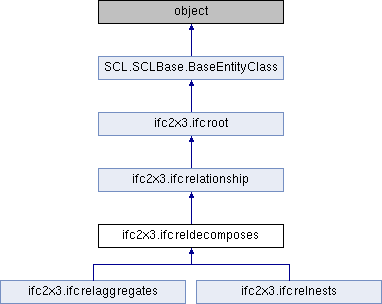 object
SCL.SCLBase.BaseEntityClass
ifc2x3.ifcroot
ifc2x3.ifcrelationship
ifc2x3.ifcreldecomposes
ifc2x3.ifcrelaggregates
ifc2x3.ifcrelnests